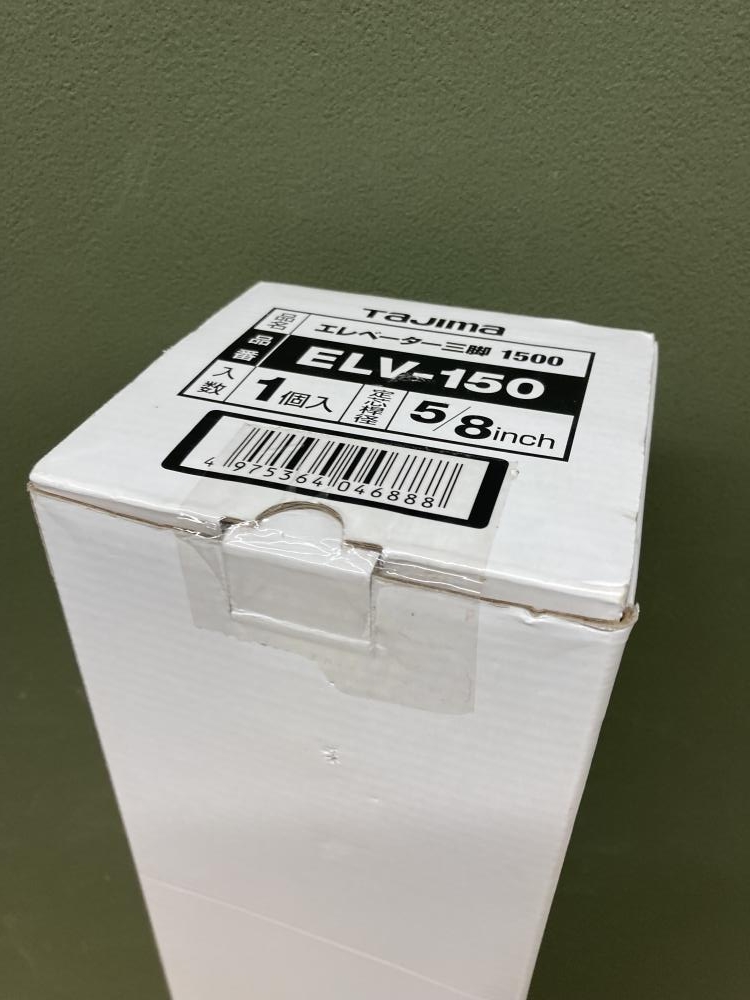 TaJima
品名 エレベーター三脚 1500
品番 ELV-150
入数 1個入 定芯桿径 5/8inch
4 975364 046888